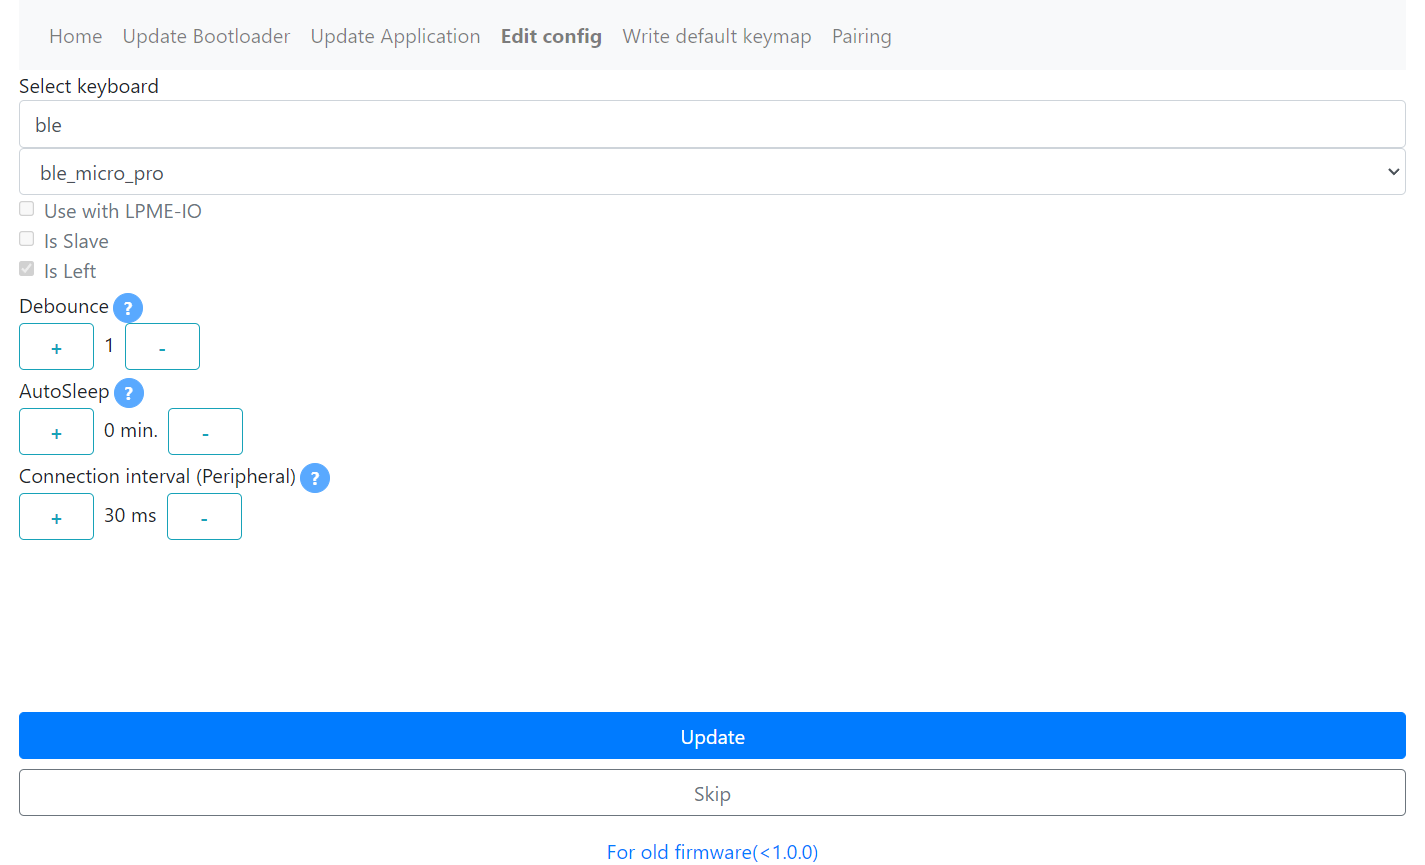 Home Update Bootloader Update Application Edit config Write default keymap Pairing
Select keyboard
ble
ble_micro_pro
Use with LPME-IO
Is Slave
Is Left
Debounce ?
+ 1 -
AutoSleep ?
+ 0 min. -
Connection interval (Peripheral) ?
+ 30 ms -
Update
Skip
For old firmware(<1.0.0)